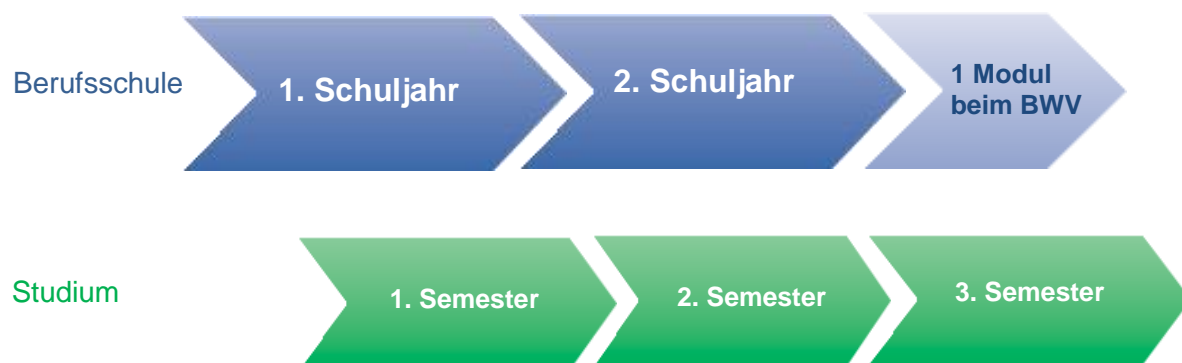 Berufsschule
1. Schuljahr
2. Schuljahr
1 Modul
beim BWV
Studium
1. Semester
2. Semester
3. Semester